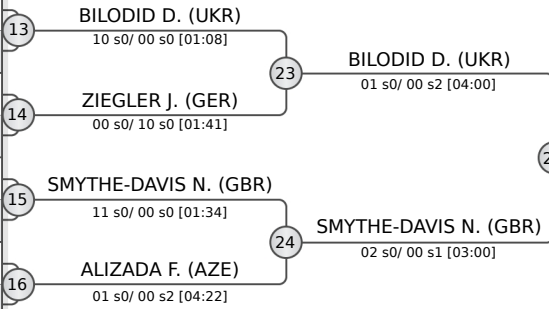 BILODID D. (UKR)
13
10 s0/ 00 s0 [01:08]
BILODID D. (UKR)
23
01 s0/ 00 s2 [04:00]
ZIEGLER J. (GER)
14
00 s0/ 10 s0 [01:41]
SMYTHE-DAVIS N. (GBR)
15
11 s0/ 00 s0 [01:34]
SMYTHE-DAVIS N. (GBR)
24
02 s0/ 00 s1 [03:00]
ALIZADA F. (AZE)
16
01 s0/ 00 s2 [04:22]